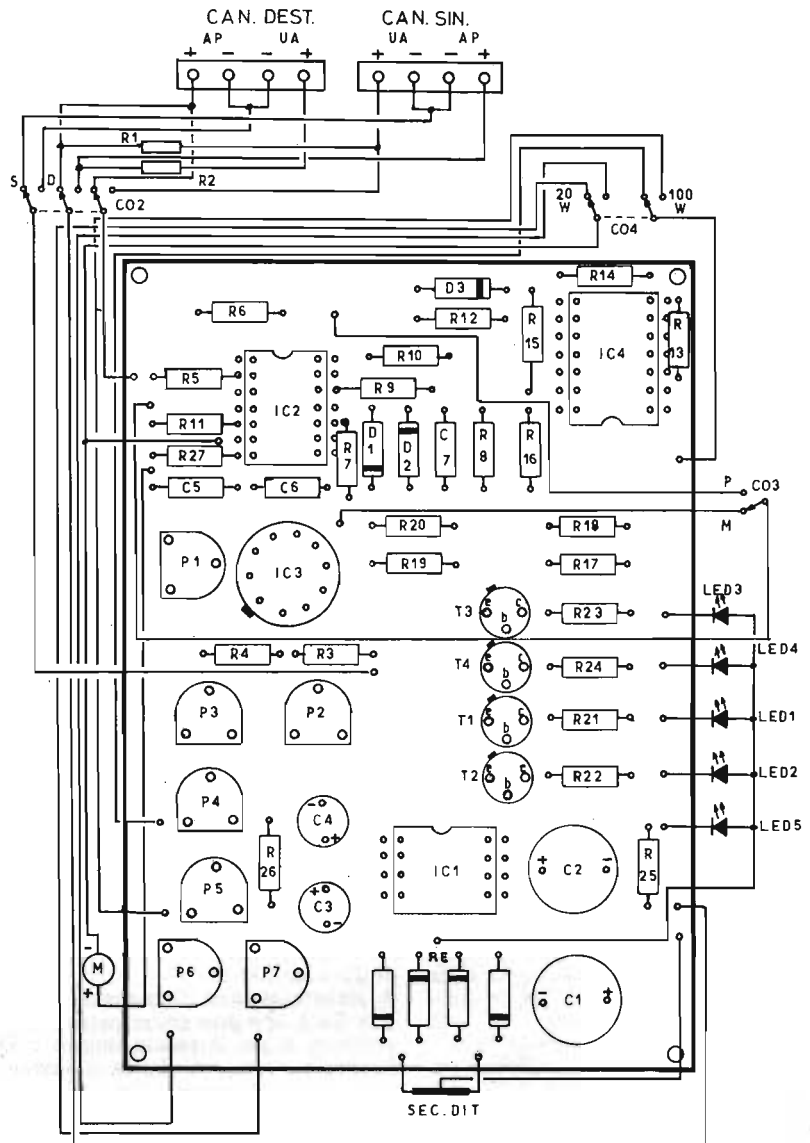 CAN. DEST. CAN. SIN.
AP UA UA AP
+ - - + + - - +
R1
R2
S D
CO2
20 W 100 W
CO4
R14
D3
R6 R12 R 15 IC4 R 13
R10
R5 IC2 R9
R11 R 7 D 1 D 2 C 7 R 8 R 16
R27
C5 C6
P CO3
M
R20 R18
P1 IC3 R19 R17
LED3
T3 e b c R23
R4 R3 LED4
T4 e b c R24
P3 P2 T1 e b c R21 LED1
T2 e b c R22 LED2
P4 - C4 + LED5
R 26 IC1 + C2 - R 25
P5 + C3 -
-
M P6 P7 RE
+ - C1 +
SEC. DIT